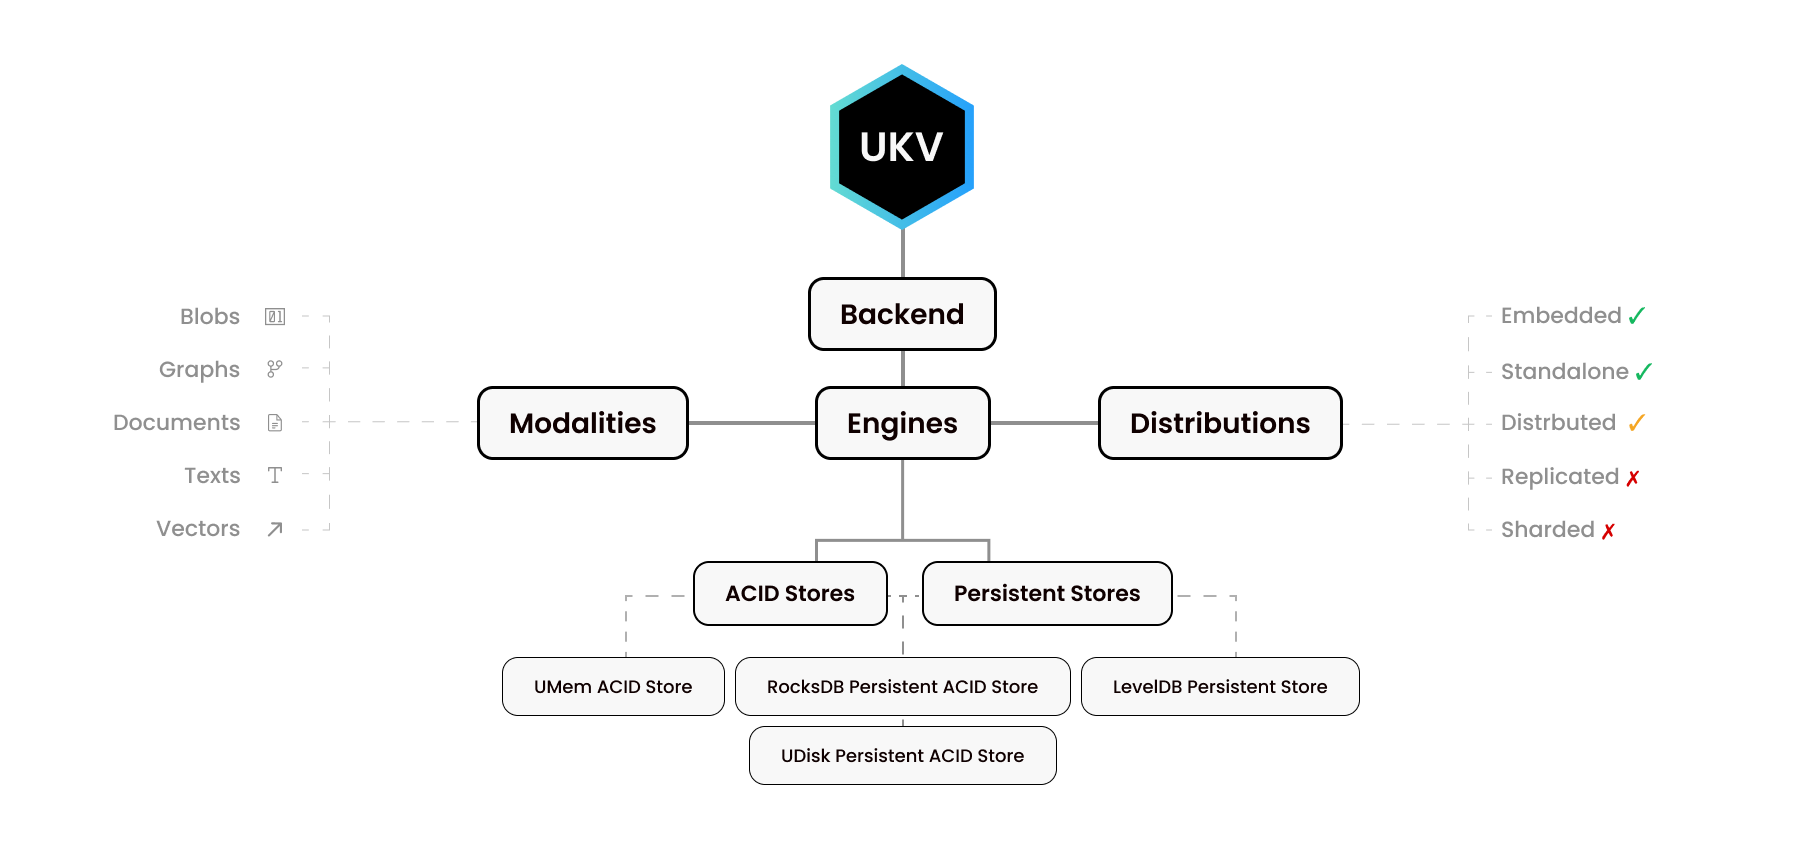 UKV
Backend
Modalities
Engines
Distributions
Blobs
Graphs
Documents
Texts
Vectors
Embedded ✓
Standalone ✓
Distrbuted ✓
Replicated ✗
Sharded ✗
ACID Stores
Persistent Stores
UMem ACID Store
RocksDB Persistent ACID Store
LevelDB Persistent Store
UDisk Persistent ACID Store